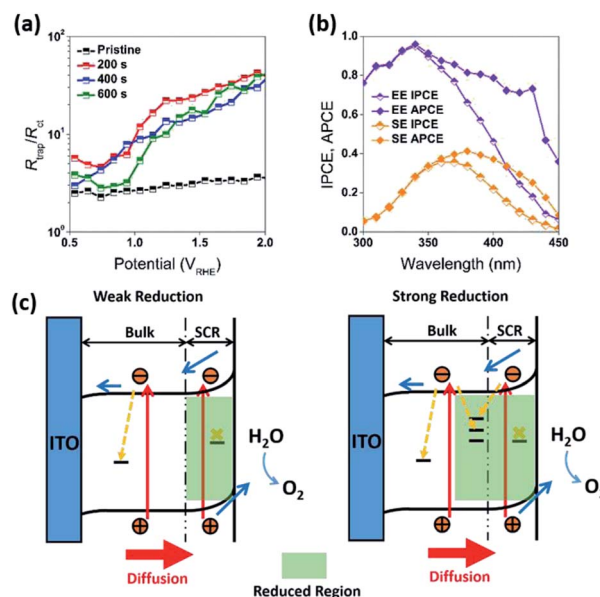 (a)
Pristine
200 s
400 s
600 s
R_trap/R_ct
10²
10¹
10⁰
0.5 1.0 1.5 2.0
Potential (V_RHE)
(b)
1.0
0.8
0.6
0.4
0.2
0.0
EE IPCE
EE APCE
SE IPCE
SE APCE
IPCE, APCE
300 350 400 450
Wavelength (nm)
(c)
Weak Reduction
Bulk SCR
ITO
H₂O
O₂
Diffusion
Strong Reduction
Bulk SCR
ITO
H₂O
O₂
Diffusion
Reduced Region